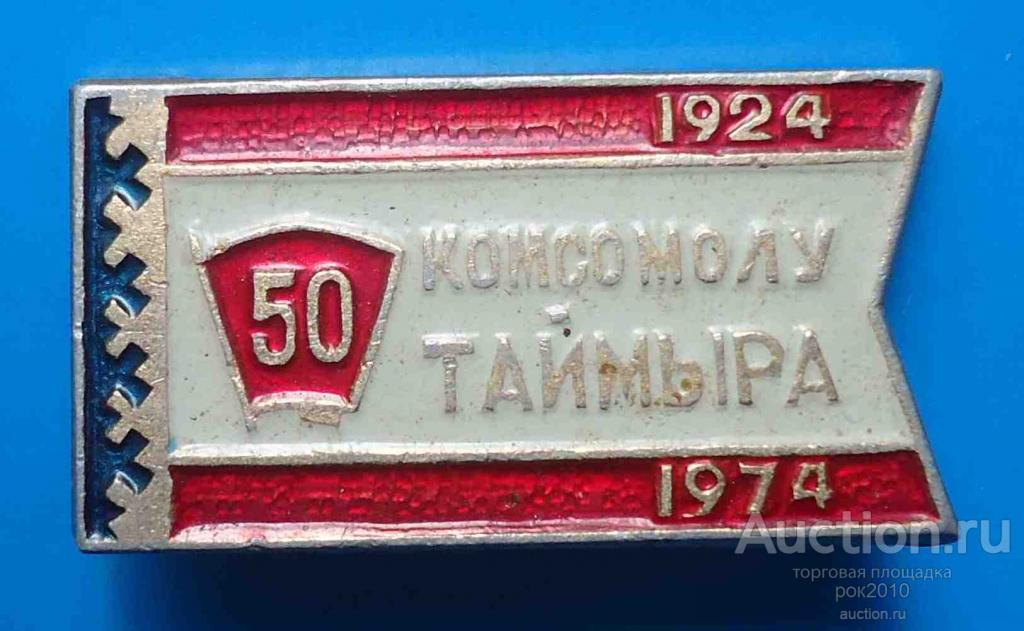 1924
50
КОМСОМОЛУ
ТАЙМЫРА
1974
Auction.ru
торговая площадка
рок2010
auction.ru